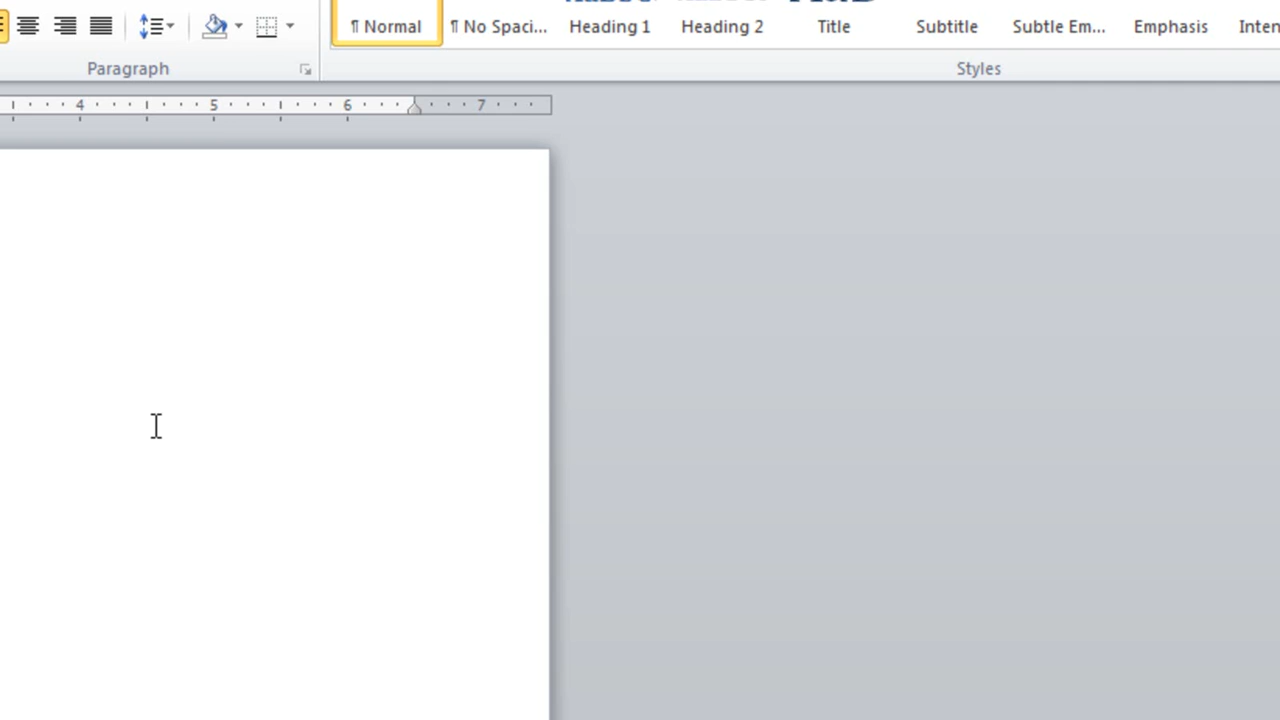 ¶ Normal ¶ No Spaci... Heading 1 Heading 2 Title Subtitle Subtle Em... Emphasis Inten
Paragraph Styles
4 5 6 7